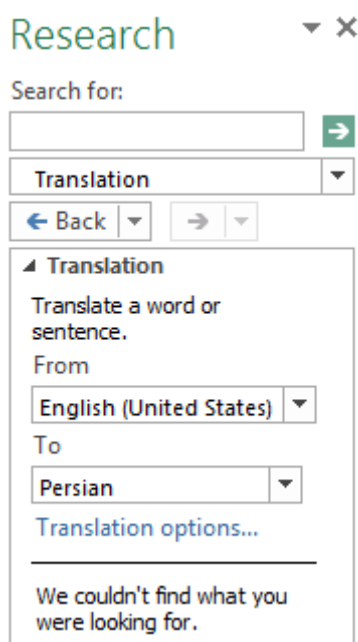 Research
Search for:
Translation
Back
Translation
Translate a word or
sentence.
From
English (United States)
To
Persian
Translation options...
We couldn't find what you
were looking for.